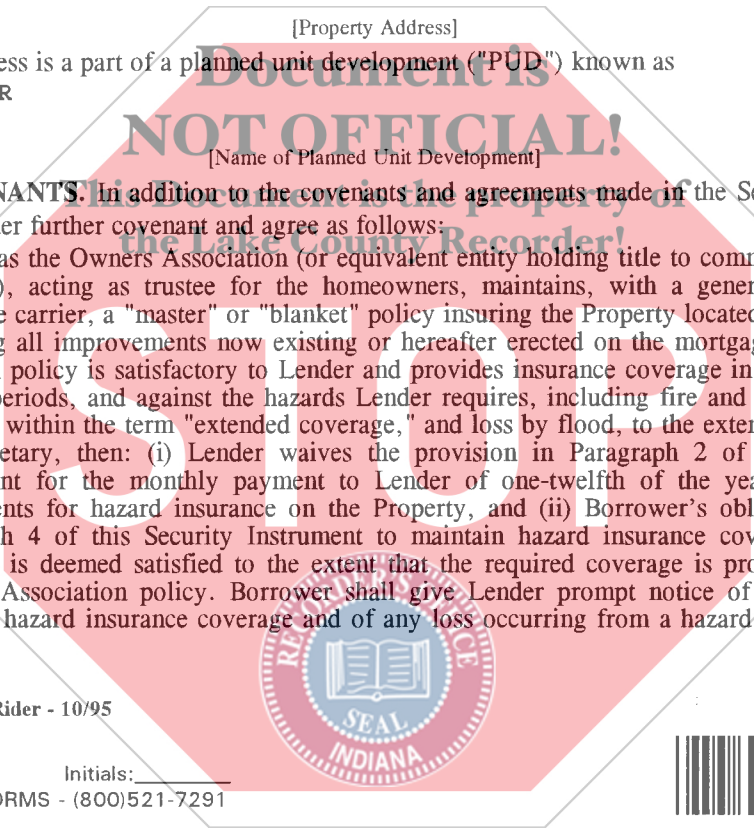 [Property Address]
ess is a part of a planned unit development ("PUD") known as
R
Document is
NOT OFFICIAL!
[Name of Planned Unit Development]
This Document is the property of
the Lake County Recorder!
NANTS. In addition to the covenants and agreements made in the Se
er further covenant and agree as follows:
as the Owners Association (or equivalent entity holding title to comm
), acting as trustee for the homeowners, maintains, with a gener
e carrier, a "master" or "blanket" policy insuring the Property located
g all improvements now existing or hereafter erected on the mortgag
policy is satisfactory to Lender and provides insurance coverage in
eriods, and against the hazards Lender requires, including fire and
within the term "extended coverage," and loss by flood, to the exten
etary, then: (i) Lender waives the provision in Paragraph 2 of
nt for the monthly payment to Lender of one-twelfth of the yea
ents for hazard insurance on the Property, and (ii) Borrower's obl
h 4 of this Security Instrument to maintain hazard insurance cov
is deemed satisfied to the extent that the required coverage is pro
Association policy. Borrower shall give Lender prompt notice of
hazard insurance coverage and of any loss occurring from a hazard
STOP
RECORDER'S OFFICE
SEAL
INDIANA
Rider - 10/95
Initials:
ORMS - (800)521-7291